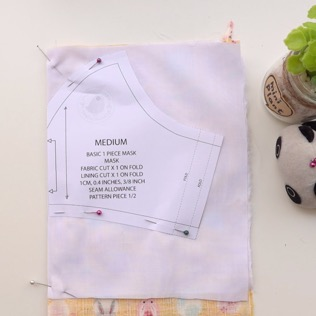 MEDIUM
BASIC 1 PIECE MASK
MASK
FABRIC CUT X 1 ON FOLD
LINING CUT X 1 ON FOLD
1CM, 0.4 INCHES, 3/8 INCH
SEAM ALLOWANCE
PATTERN PIECE 1/2